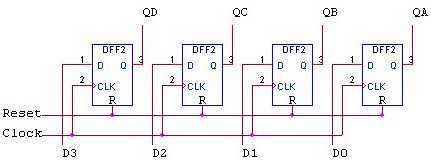 QD QC QB QA
DFF2 DFF2 DFF2 DFF2
1 D Q 3 1 D Q 3 1 D Q 3 1 D Q 3
2 CLK 2 CLK 2 CLK 2 CLK
R R R R
Reset
Clock
D3 D2 D1 D0